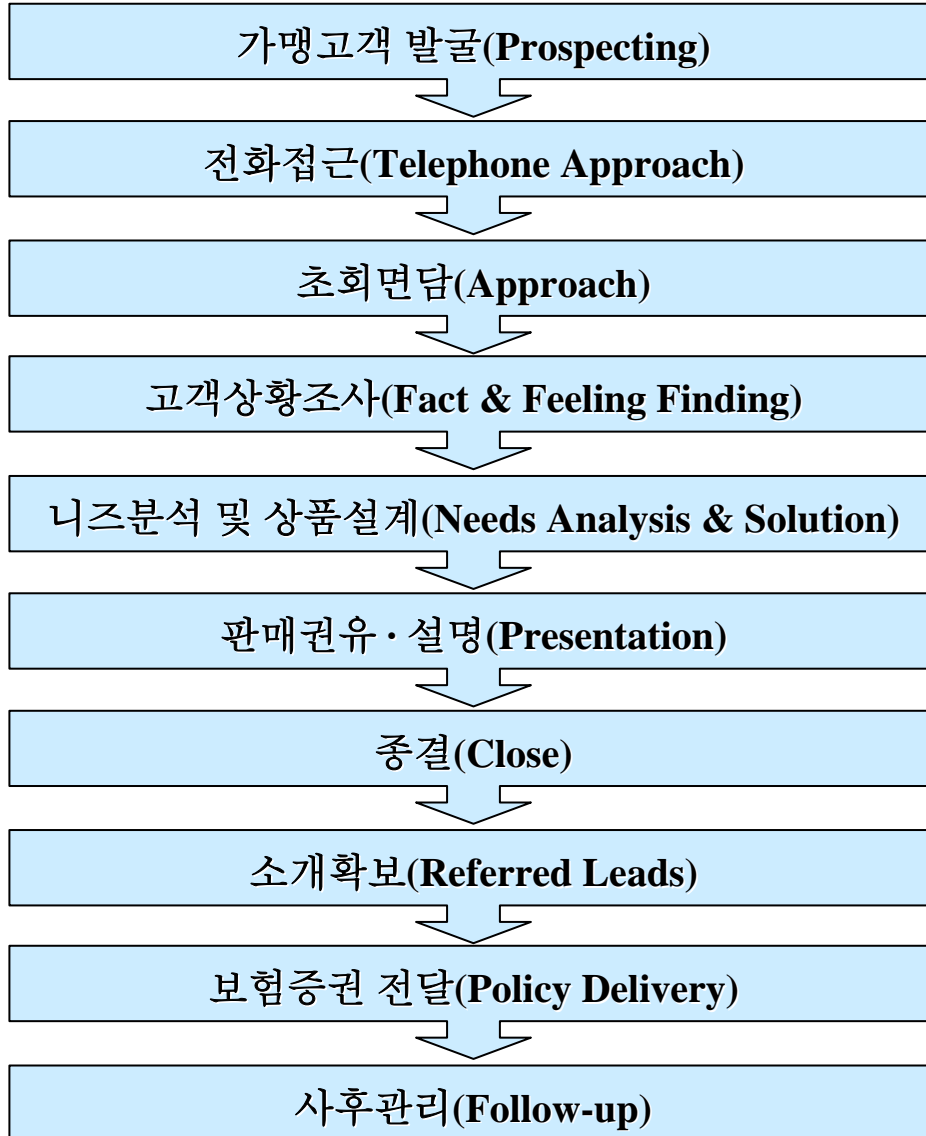 가맹고객 발굴(Prospecting)
전화접근(Telephone Approach)
초회면담(Approach)
고객상황조사(Fact & Feeling Finding)
니즈분석 및 상품설계(Needs Analysis & Solution)
판매권유·설명(Presentation)
종결(Close)
소개확보(Referred Leads)
보험증권 전달(Policy Delivery)
사후관리(Follow-up)